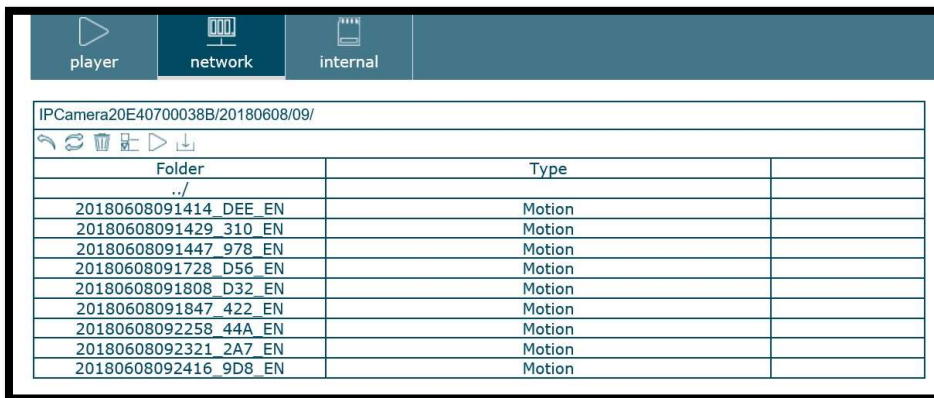 player network internal
IPCamera20E40700038B/20180608/09/
Folder Type
../
20180608091414_DEE_EN Motion
20180608091429_310_EN Motion
20180608091447_978_EN Motion
20180608091728_D56_EN Motion
20180608091808_D32_EN Motion
20180608091847_422_EN Motion
20180608092258_44A_EN Motion
20180608092321_2A7_EN Motion
20180608092416_9D8_EN Motion